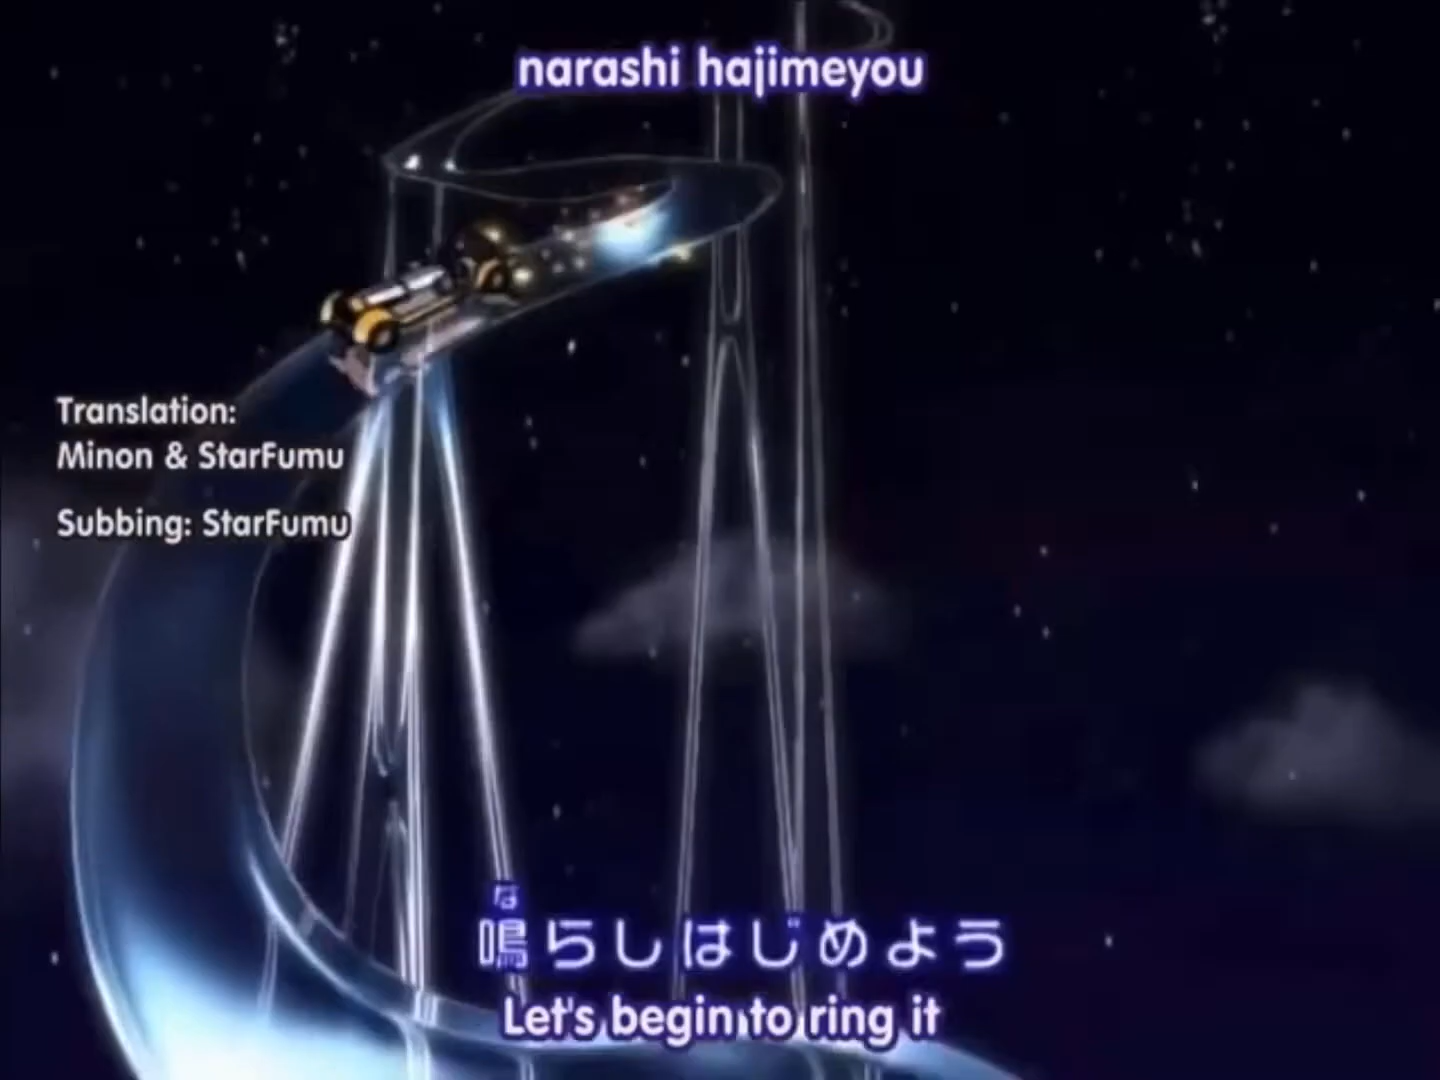 narashi hajimeyou
Translation:
Minon & StarFumu
Subbing: StarFumu
な
鳴らしはじめよう
Let's begin to ring it